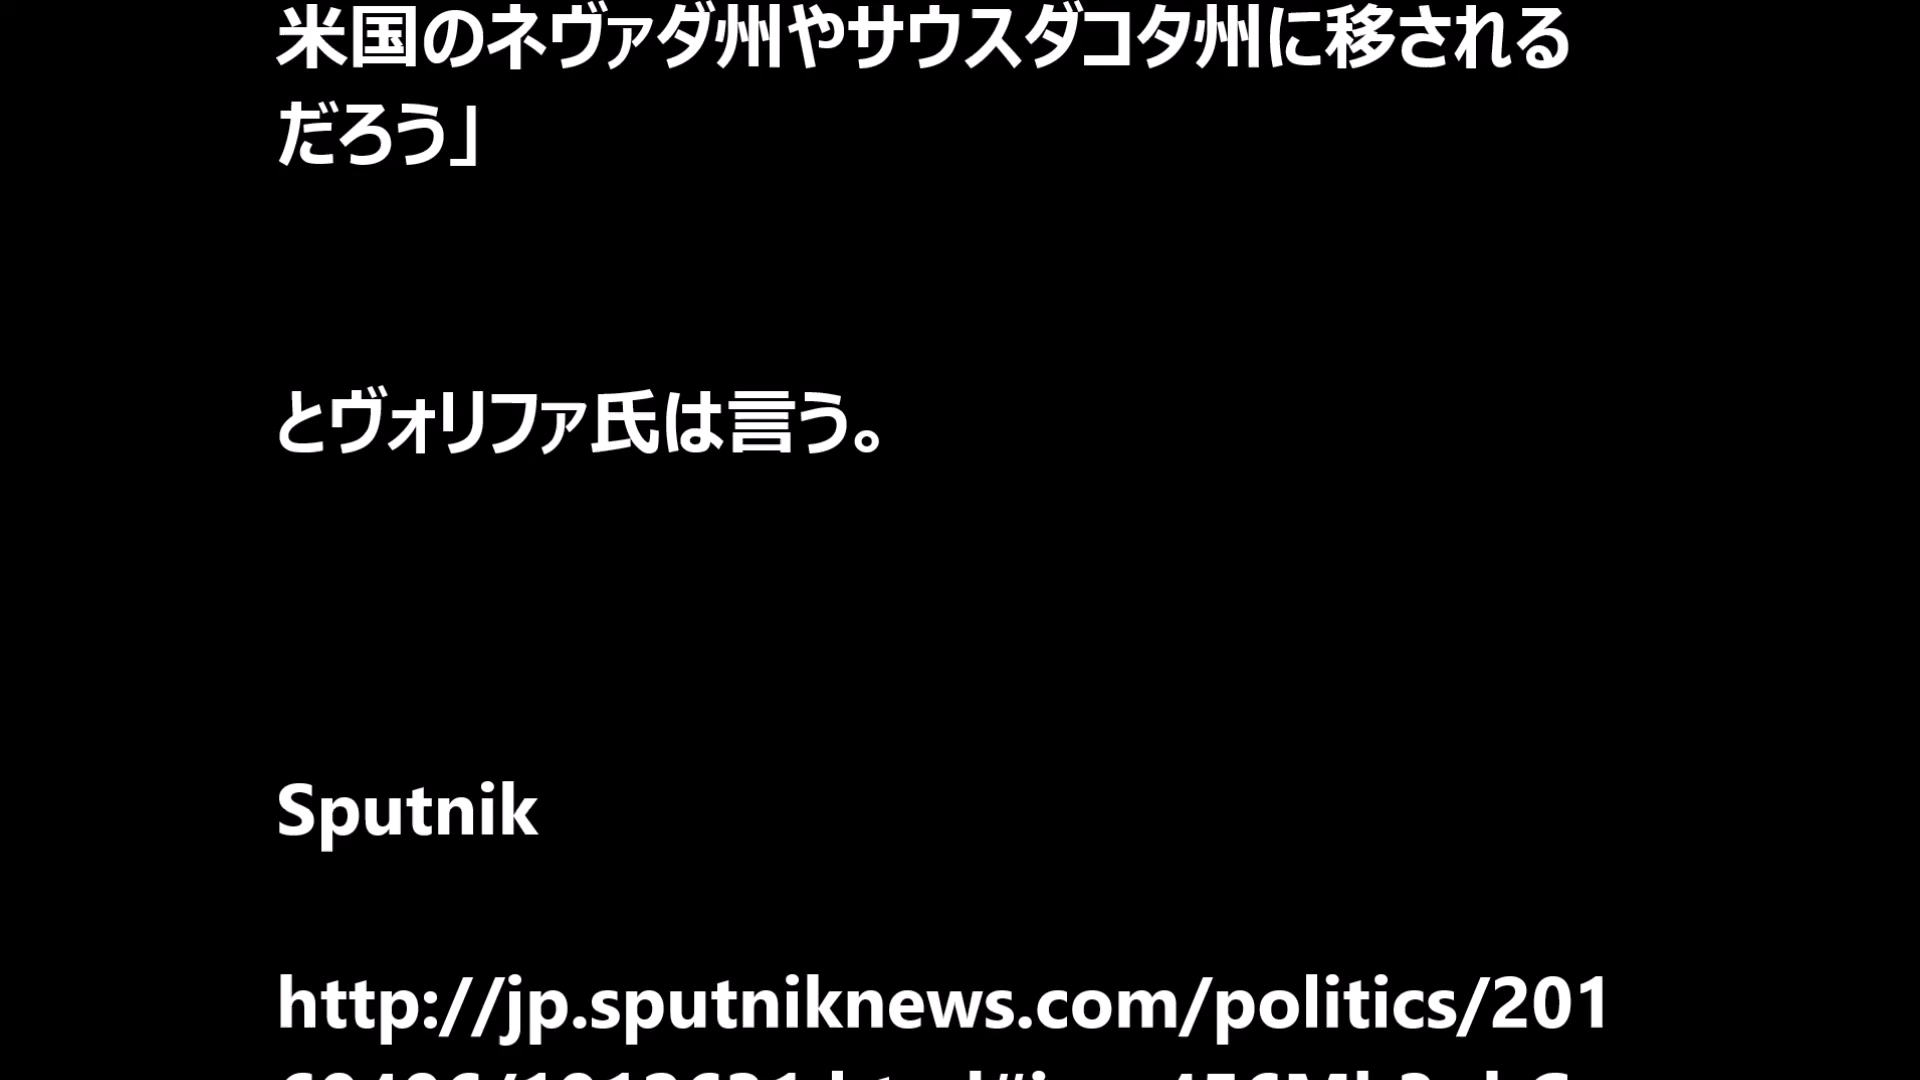 米国のネヴァダ州やサウスダコタ州に移される
だろう」
とヴォリファ氏は言う。
Sputnik
http://jp.sputniknews.com/politics/201